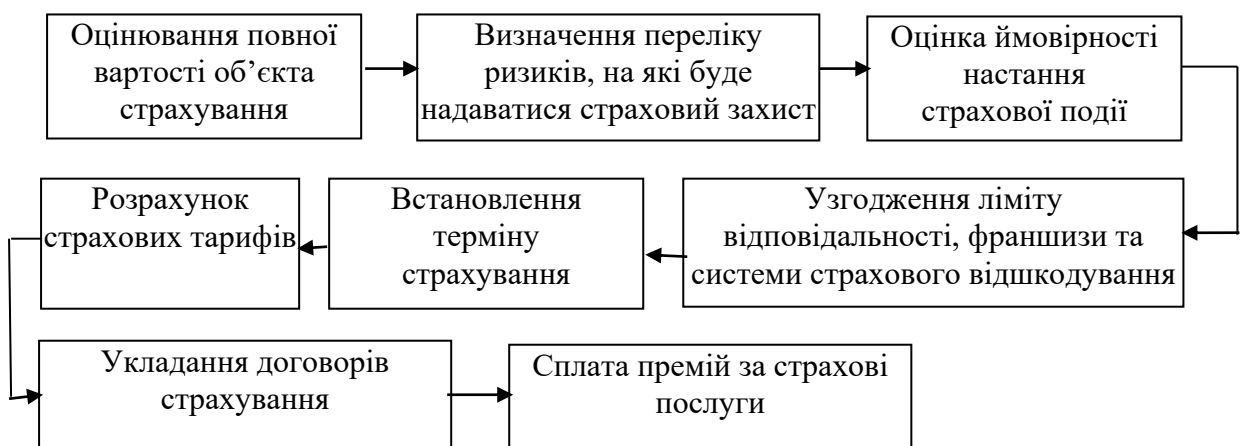 Оцінювання повної
вартості об’єкта
страхування
Визначення переліку
ризиків, на які буде
надаватися страховий захист
Оцінка ймовірності
настання
страхової події
Узгодження ліміту
відповідальності, франшизи та
системи страхового відшкодування
Встановлення
терміну
страхування
Розрахунок
страхових тарифів
Укладання договорів
страхування
Сплата премій за страхові
послуги